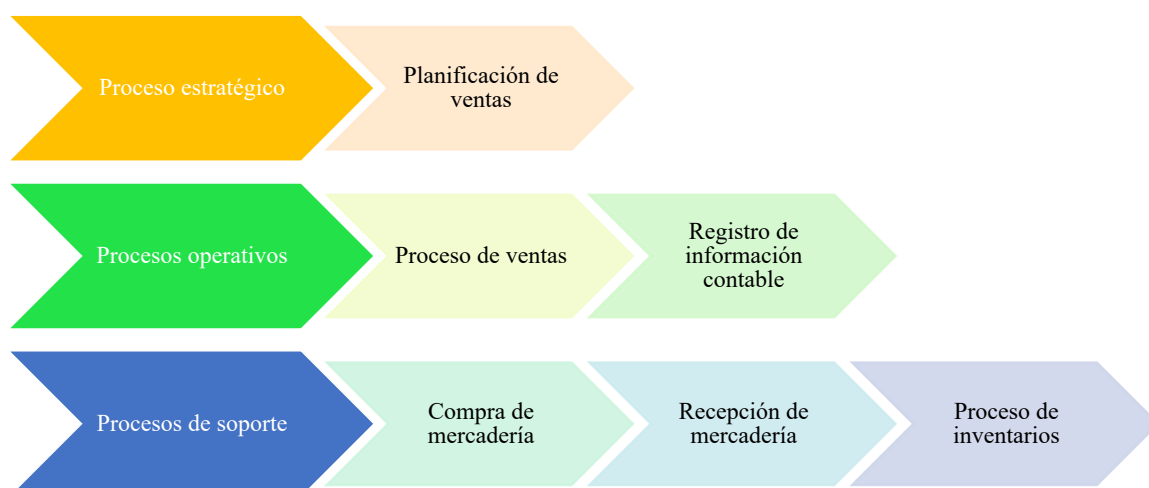 Proceso estratégico
Planificación de
ventas
Procesos operativos
Proceso de ventas
Registro de
información
contable
Procesos de soporte
Compra de
mercadería
Recepción de
mercadería
Proceso de
inventarios